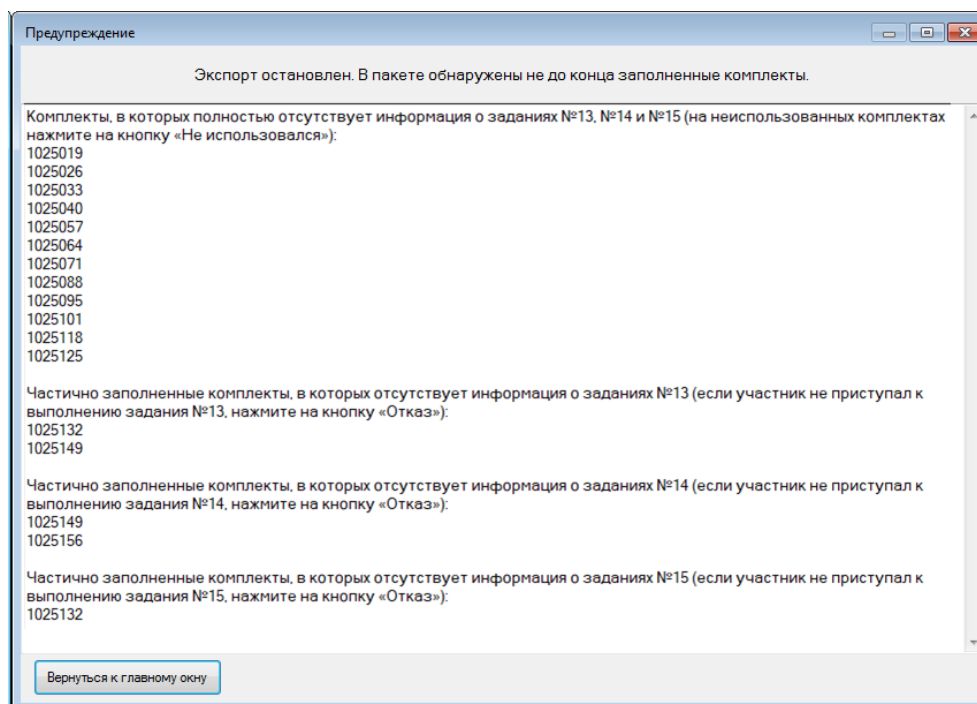 Предупреждение
Экспорт остановлен. В пакете обнаружены не до конца заполненные комплекты.
Комплекты, в которых полностью отсутствует информация о заданиях №13, №14 и №15 (на неиспользованных комплектах
нажмите на кнопку «Не использовался»):
1025019
1025026
1025033
1025040
1025057
1025064
1025071
1025088
1025095
1025101
1025118
1025125
Частично заполненные комплекты, в которых отсутствует информация о заданиях №13 (если участник не приступал к
выполнению задания №13, нажмите на кнопку «Отказ»):
1025132
1025149
Частично заполненные комплекты, в которых отсутствует информация о заданиях №14 (если участник не приступал к
выполнению задания №14, нажмите на кнопку «Отказ»):
1025149
1025156
Частично заполненные комплекты, в которых отсутствует информация о заданиях №15 (если участник не приступал к
выполнению задания №15, нажмите на кнопку «Отказ»):
1025132
Вернуться к главному окну